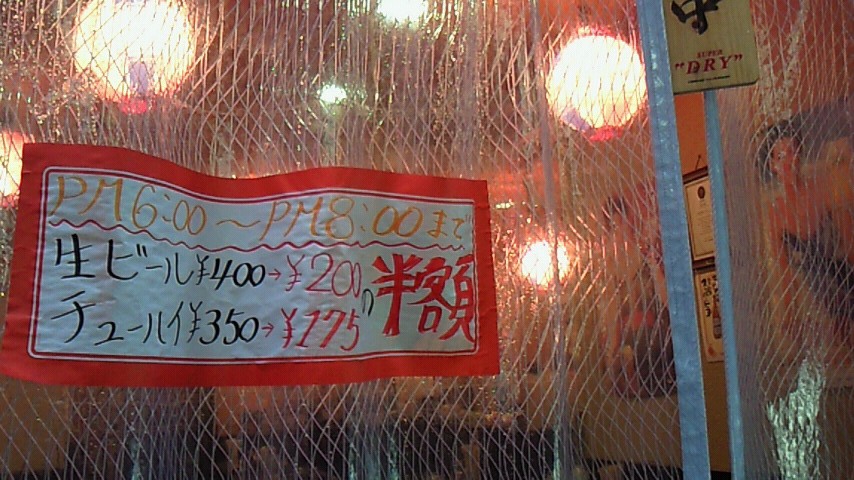 PM6:00〜PM8:00まで
生ビール¥400→¥200
チューハイ¥350→¥175
半額
中
SUPER
"DRY"